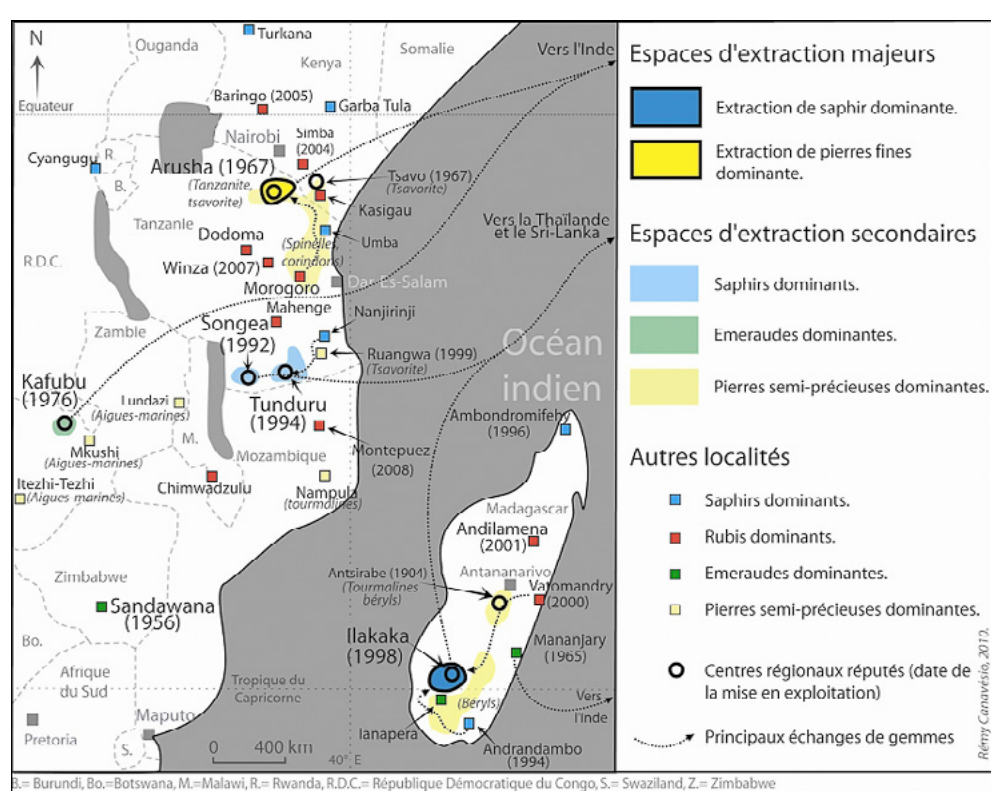 N
Ouganda
Turkana
Kenya
Somalie
Vers l'Inde
Equateur
Baringo (2005)
Garba Tula
Nairobi
Simba
(2004)
Cyangugu
R.
B.
Arusha (1967)
(Tanzanite,
tsavorite)
Tsavo (1967)
(Tsavorite)
Kasigau
Tanzanie
Vers la Thaïlande
et le Sri-Lanka
Dodoma
(Spinelles,
corindons)
Umba
R.D.C.
Winza (2007)
Morogoro
Dar-Es-Salam
Mahenge
Nanjirinji
Zambie
Songea
(1992)
Ruangwa (1999)
(Tsavorite)
Océan
indien
Kafubu
(1976)
Lundazi
(Aigues-marines)
Tunduru
(1994)
Ambondromifehy
(1996)
Mkushi
(Aigues-marines)
M.
Mozambique
Montepuez
(2008)
Itezhi-Tezhi
(Aigues marines)
Chimwadzulu
Nampula
(tourmalines)
Madagascar
Andilamena
(2001)
Antsirabe (1904)
(Tourmalines
béryls)
Antananarivo
Vatomandry
(2000)
Zimbabwe
Sandawana
(1956)
Ilakaka
(1998)
Mananjary
(1965)
Bo.
Afrique
du Sud
Tropique du
Capricorne
(Béryls)
Vers
l'Inde
Maputo
Ianapera
Pretoria
S.
0 400 km
40° E
Andrandambo
(1994)
Espaces d'extraction majeurs
Extraction de saphir dominante.
Extraction de pierres fines
dominante.
Espaces d'extraction secondaires
Saphirs dominants.
Emeraudes dominantes.
Pierres semi-précieuses dominantes.
Autres localités
Saphirs dominants.
Rubis dominants.
Emeraudes dominantes.
Pierres semi-précieuses dominantes.
Centres régionaux réputés (date de
la mise en exploitation)
Principaux échanges de gemmes
Rémy Canavésio, 2010.
B.= Burundi, Bo.=Botswana, M.=Malawi, R.= Rwanda, R.D.C.= République Démocratique du Congo, S.= Swaziland, Z.= Zimbabwe